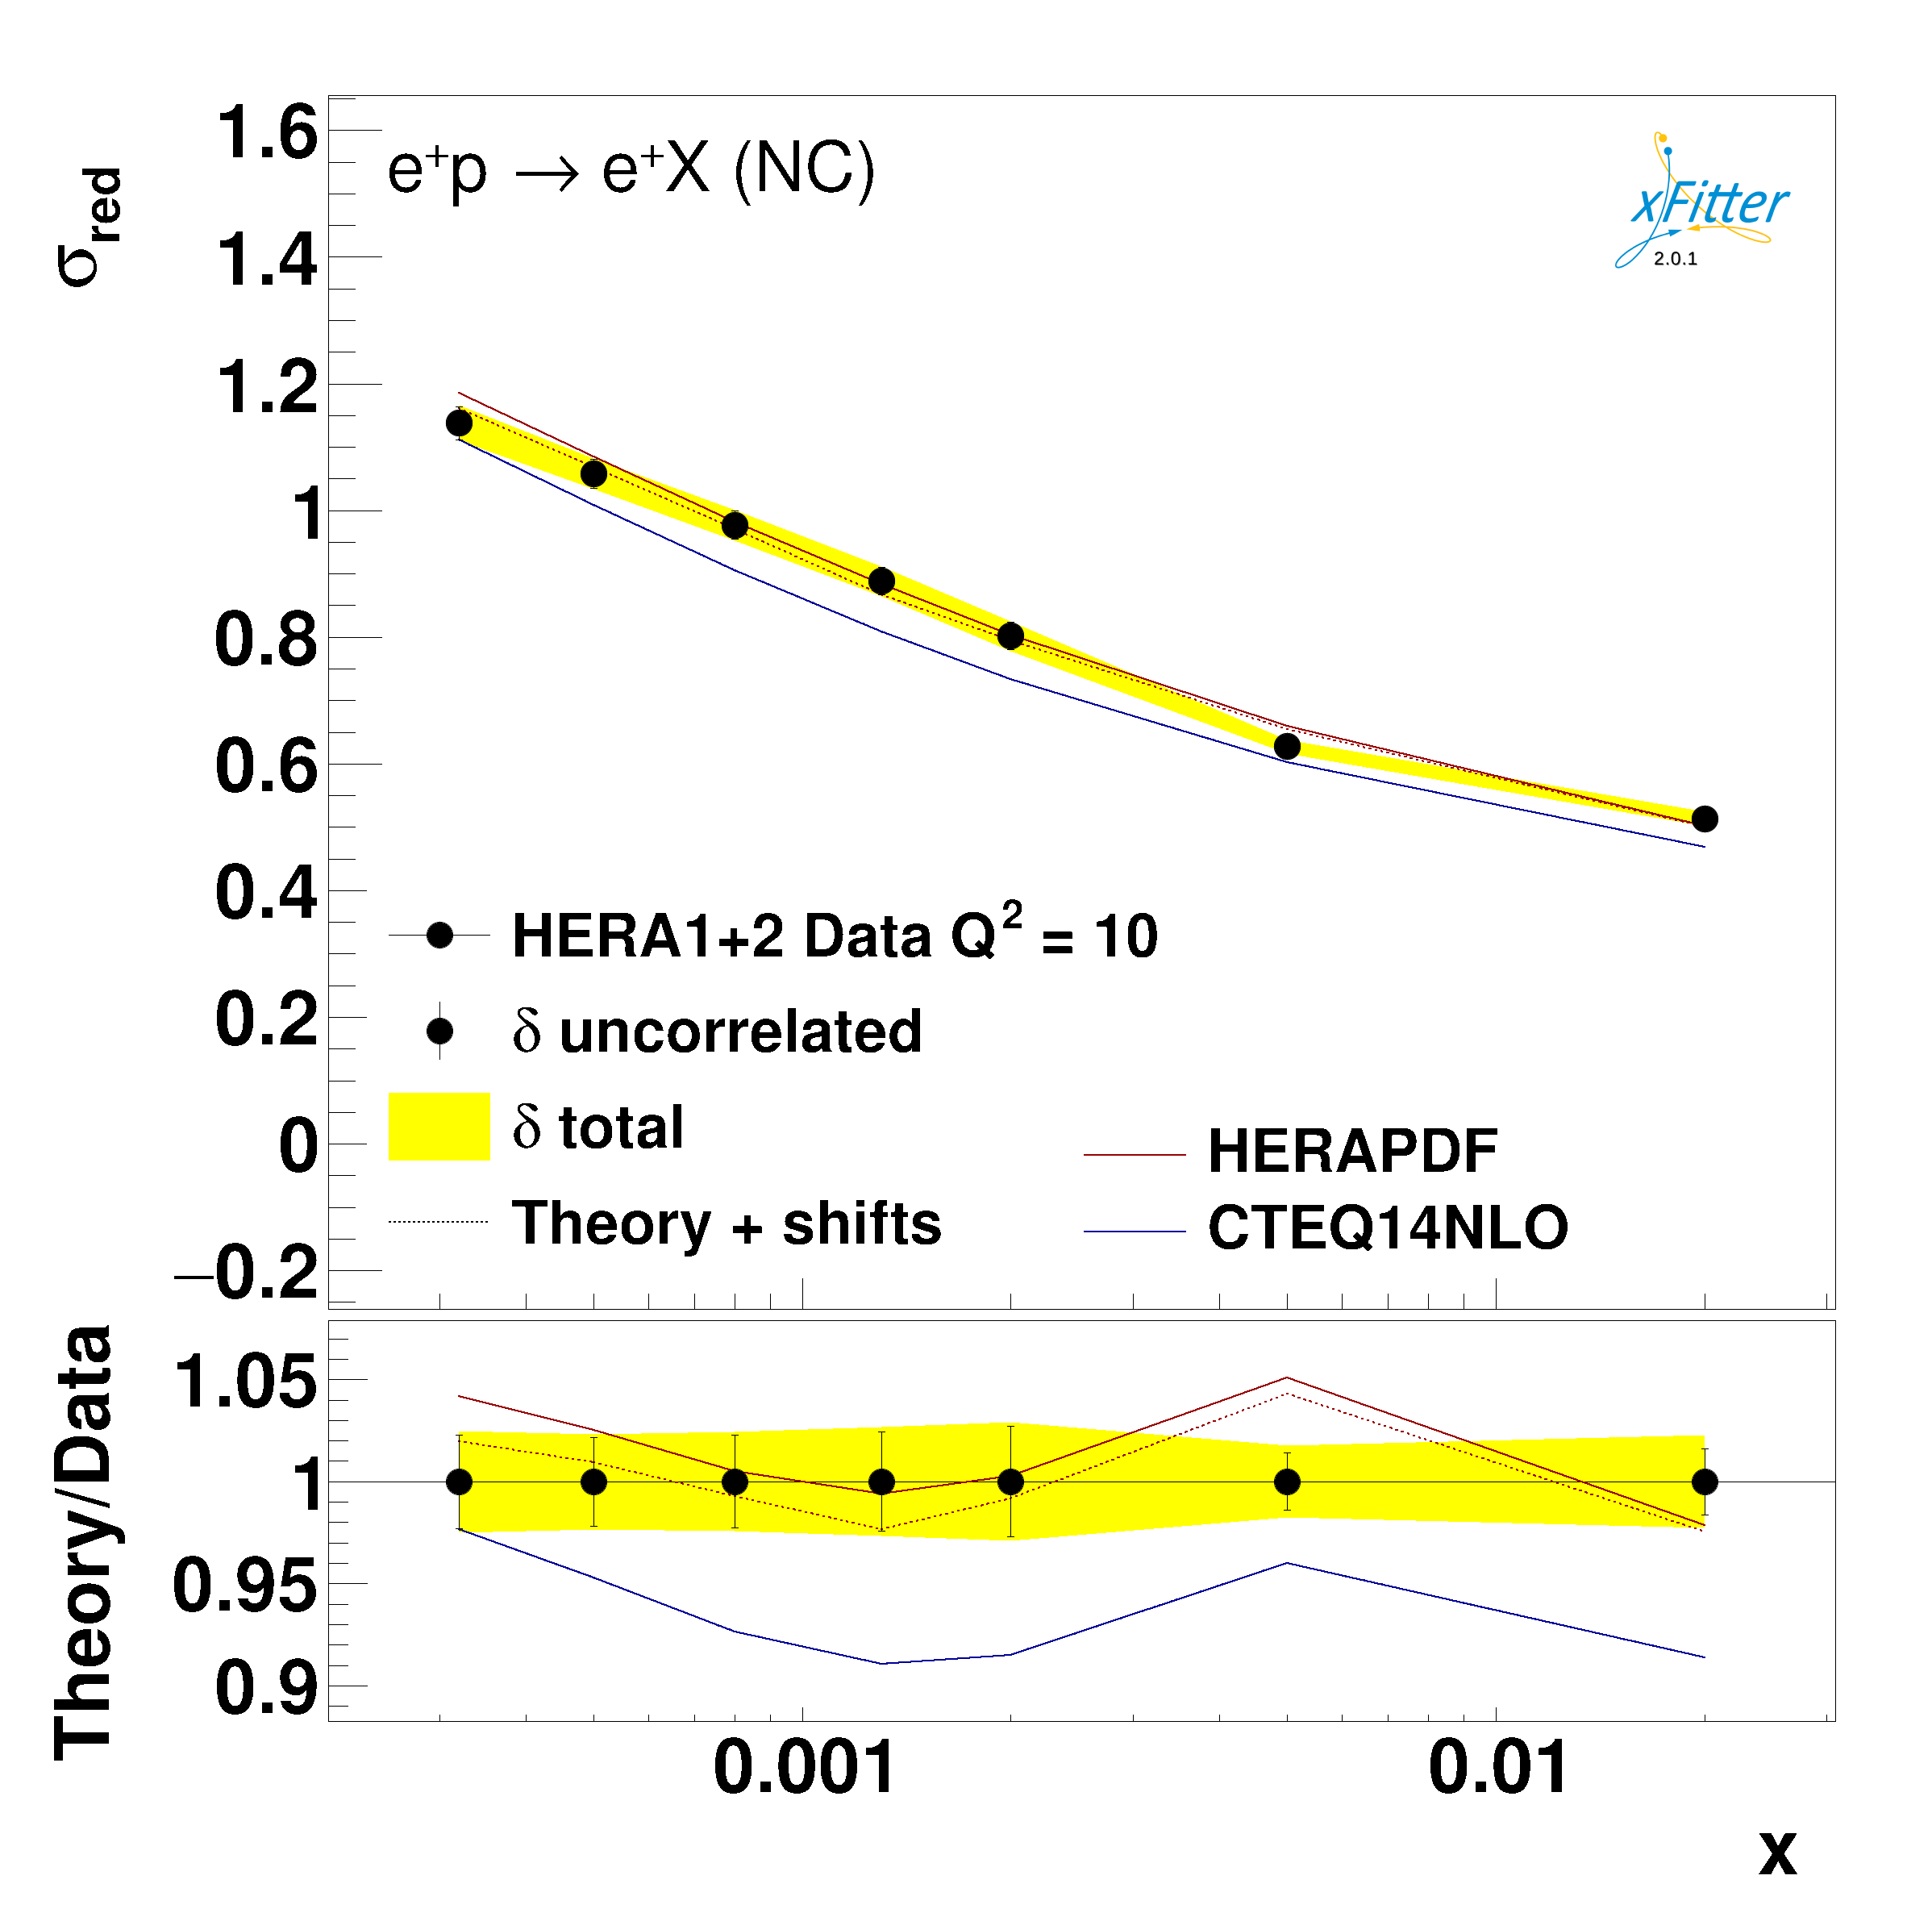 σred
1.6
1.4
1.2
1
0.8
0.6
0.4
0.2
0
−0.2
e⁺p → e⁺X (NC)
xFitter
2.0.1
HERA1+2 Data Q² = 10
δ uncorrelated
δ total
Theory + shifts
HERAPDF
CTEQ14NLO
Theory/Data
1.05
1
0.95
0.9
0.001
0.01
x